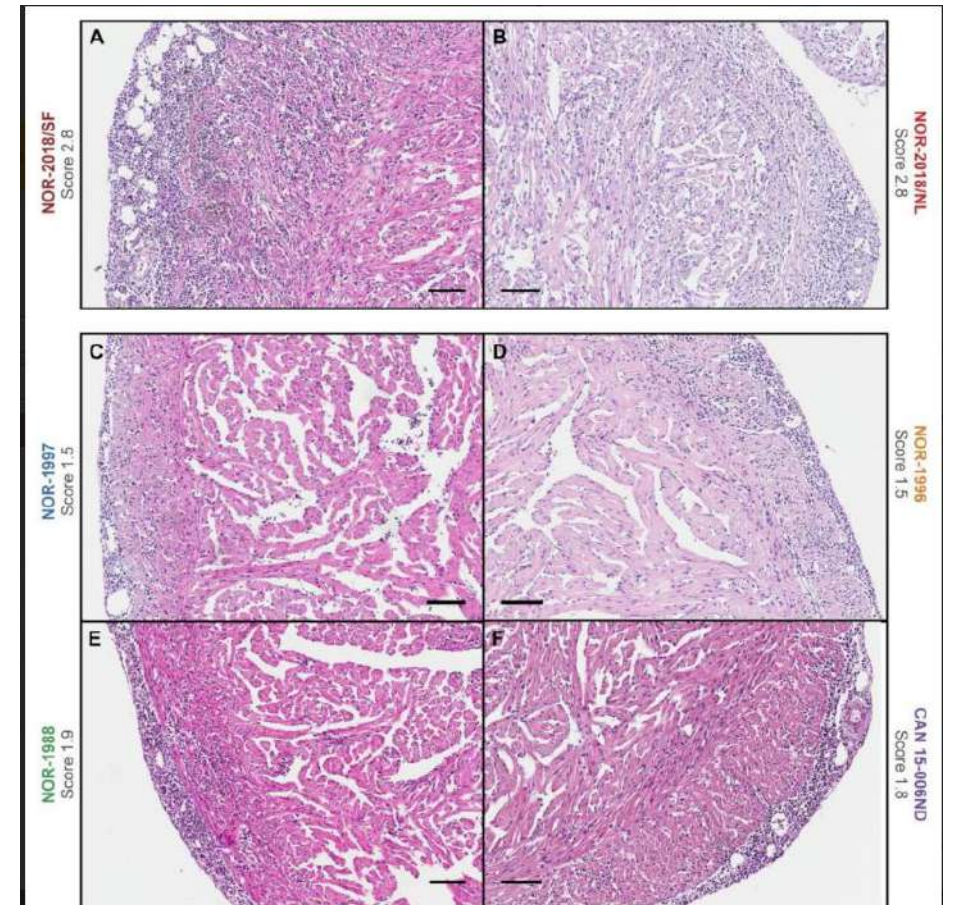 A
B
NOR-2018/SF
Score 2.8
NOR-2018/NL
Score 2.8
C
D
NOR-1997
Score 1.5
NOR-1996
Score 1.5
E
F
NOR-1988
Score 1.9
CAN 15-006ND
Score 1.8